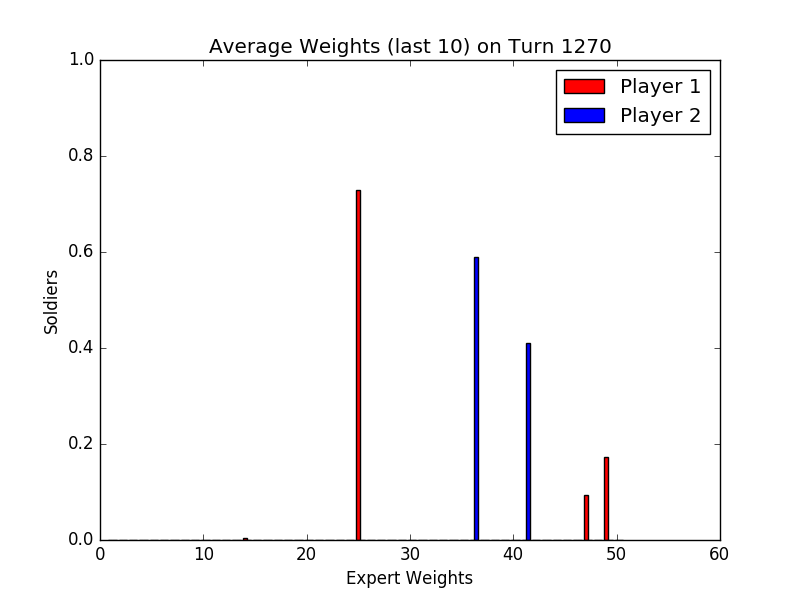 Average Weights (last 10) on Turn 1270
1.0
Player 1
Player 2
0.8
0.6
Soldiers
0.4
0.2
0.0
0 10 20 30 40 50 60
Expert Weights